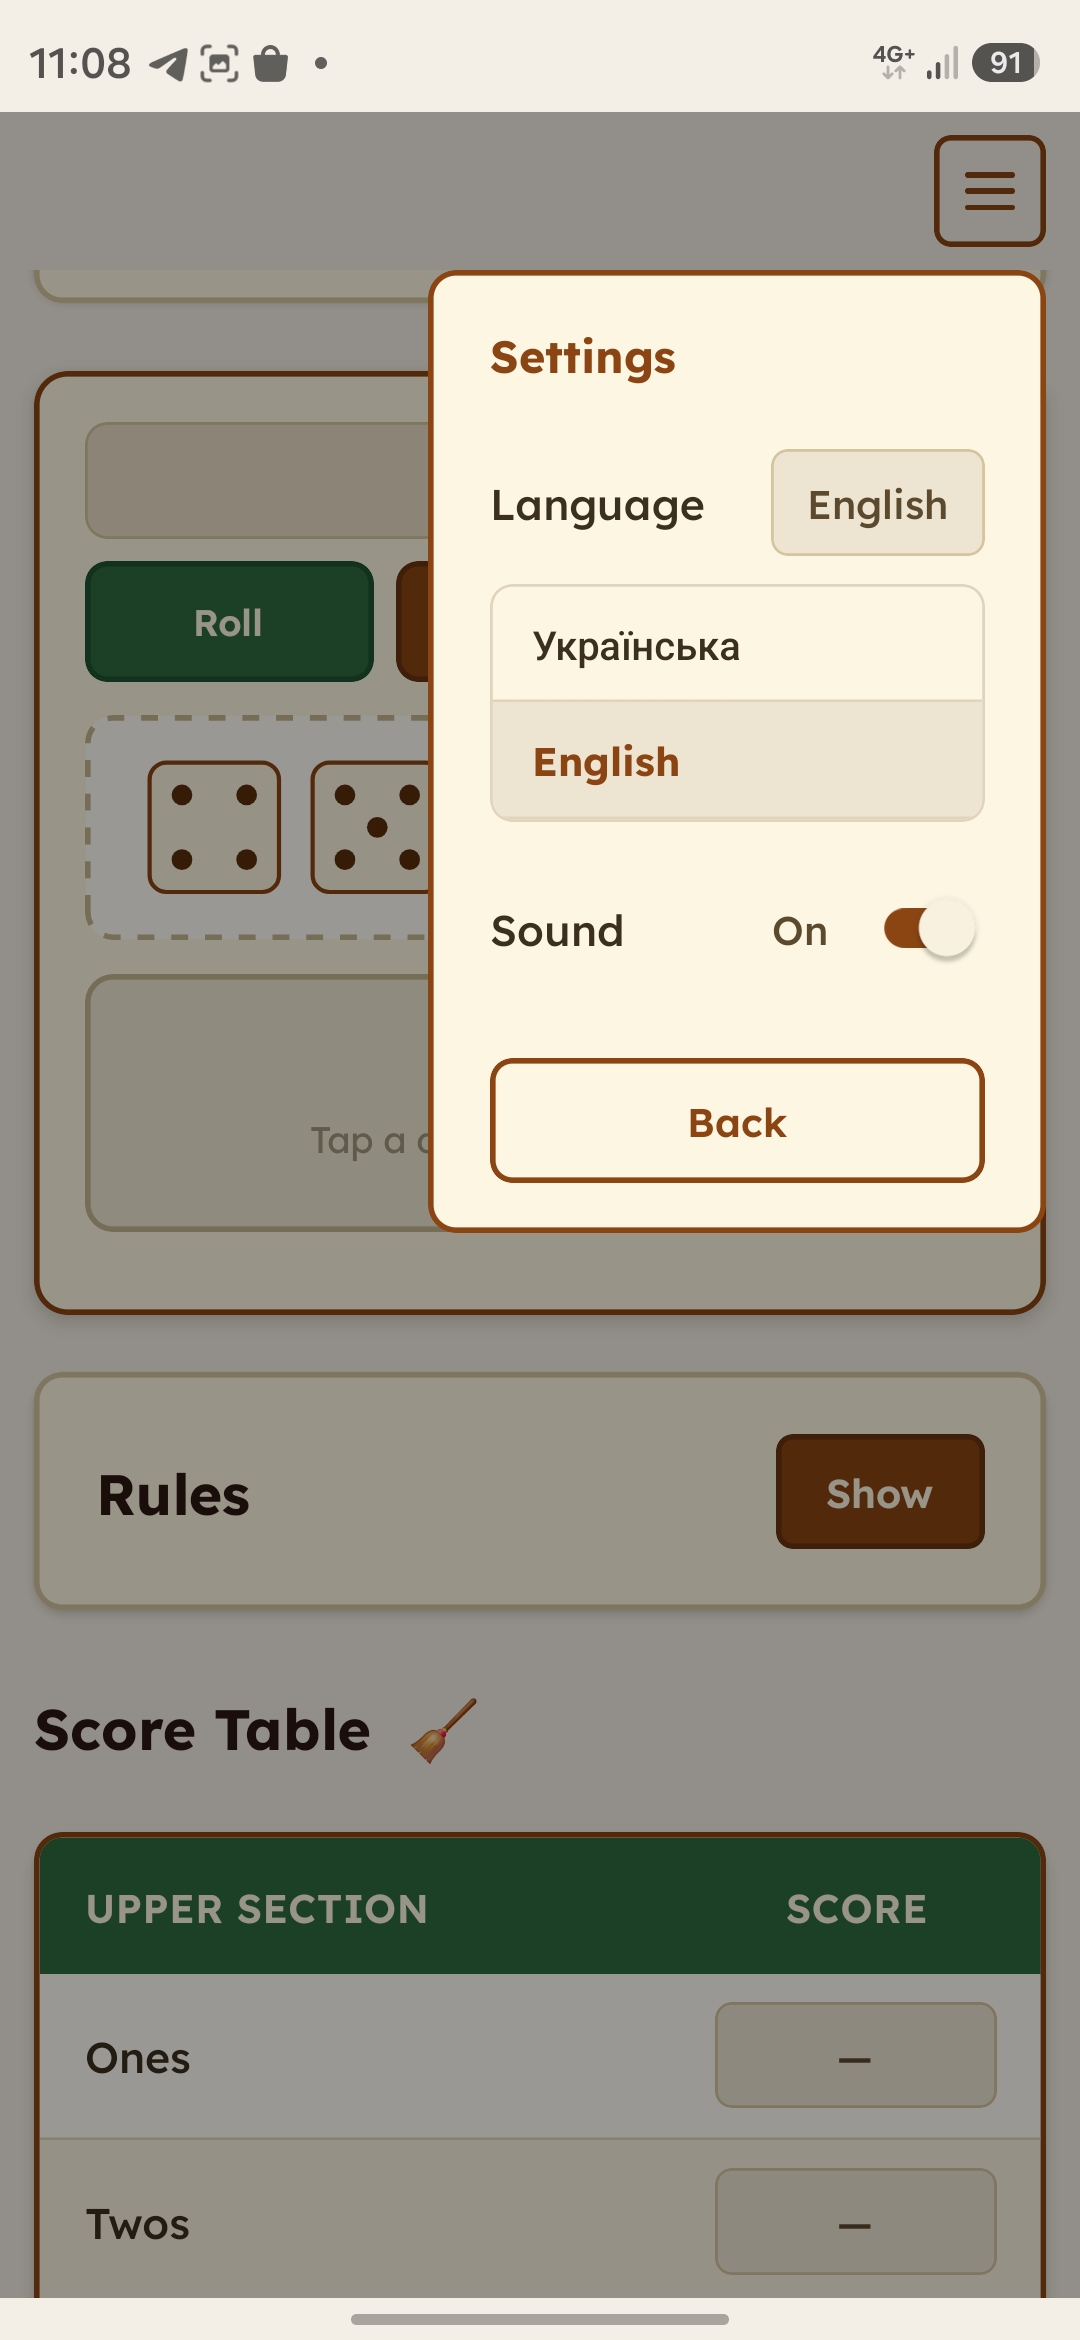 11:08
4G+
91
Settings
Language
English
Українська
English
Sound
On
Back
Roll
Tap a
Rules
Show
Score Table
UPPER SECTION
SCORE
Ones
—
Twos
—